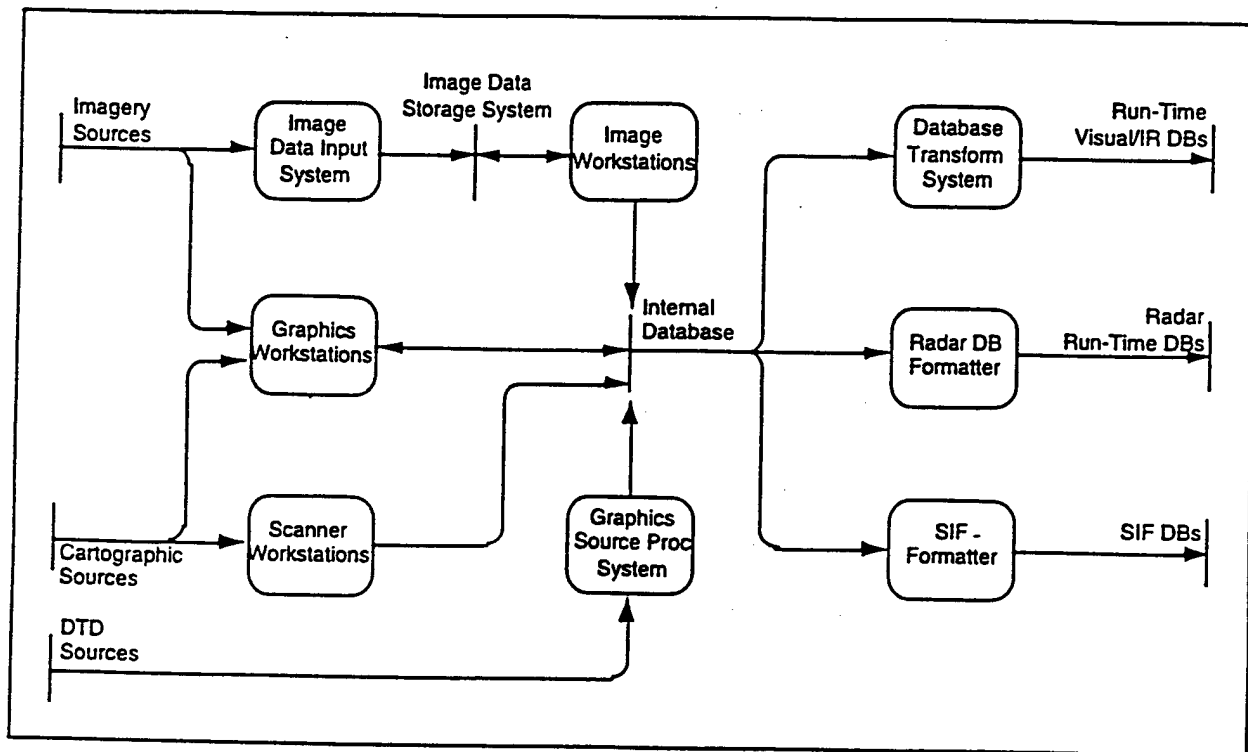 Imagery
Sources
Image
Data Input
System
Image Data
Storage System
Image
Workstations
Database
Transform
System
Run-Time
Visual/IR DBs
Graphics
Workstations
Internal
Database
Radar DB
Formatter
Radar
Run-Time DBs
Cartographic
Sources
Scanner
Workstations
Graphics
Source Proc
System
SIF -
Formatter
SIF DBs
DTD
Sources